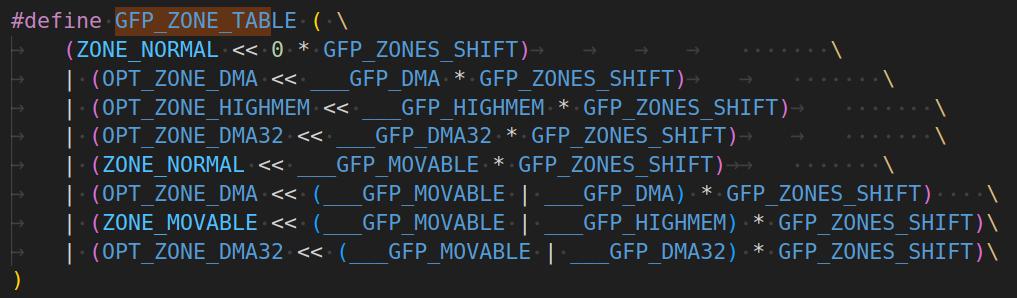 #define GFP_ZONE_TABLE ( \
(ZONE_NORMAL << 0 * GFP_ZONES_SHIFT) \
| (OPT_ZONE_DMA << ___GFP_DMA * GFP_ZONES_SHIFT) \
| (OPT_ZONE_HIGHMEM << ___GFP_HIGHMEM * GFP_ZONES_SHIFT) \
| (OPT_ZONE_DMA32 << ___GFP_DMA32 * GFP_ZONES_SHIFT) \
| (ZONE_NORMAL << ___GFP_MOVABLE * GFP_ZONES_SHIFT) \
| (OPT_ZONE_DMA << (___GFP_MOVABLE | ___GFP_DMA) * GFP_ZONES_SHIFT) \
| (ZONE_MOVABLE << (___GFP_MOVABLE | ___GFP_HIGHMEM) * GFP_ZONES_SHIFT)\
| (OPT_ZONE_DMA32 << (___GFP_MOVABLE | ___GFP_DMA32) * GFP_ZONES_SHIFT)\
)